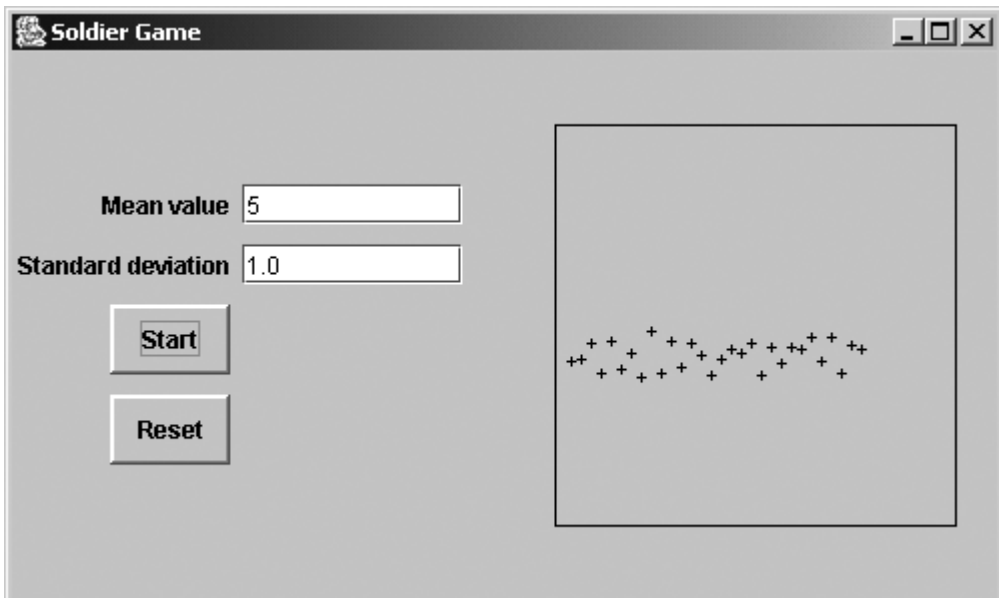 Soldier Game
Mean value 5
Standard deviation 1.0
Start
Reset